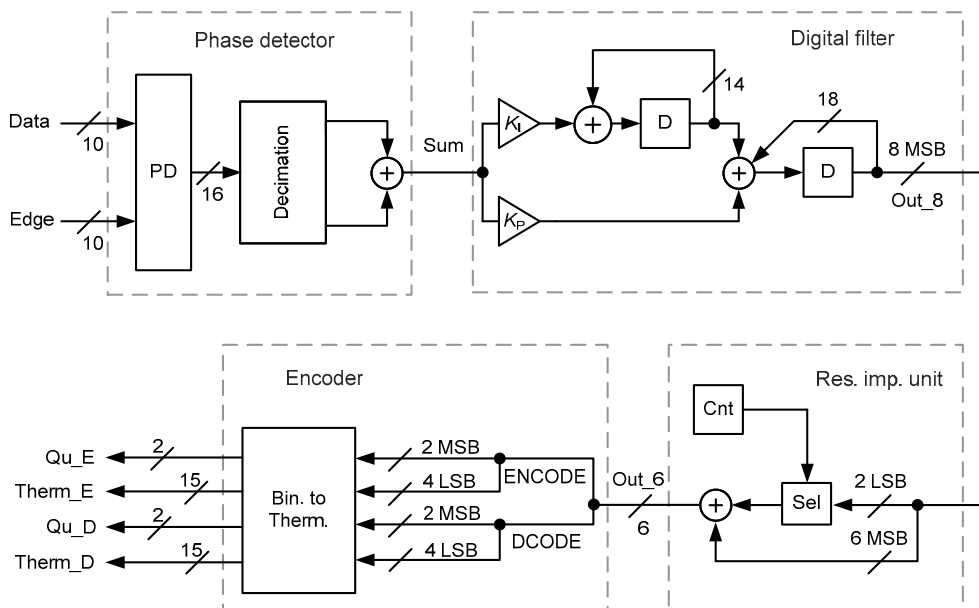 Phase detector
Digital filter
Data
10
Edge
10
PD
16
Decimation
+
Sum
KI
KP
+
D
14
+
18
D
8 MSB
Out_8
Encoder
Res. imp. unit
Qu_E
2
Therm_E
15
Qu_D
2
Therm_D
15
Bin. to
Therm.
2 MSB
4 LSB
ENCODE
2 MSB
4 LSB
DCODE
Out_6
6
+
Cnt
Sel
2 LSB
6 MSB